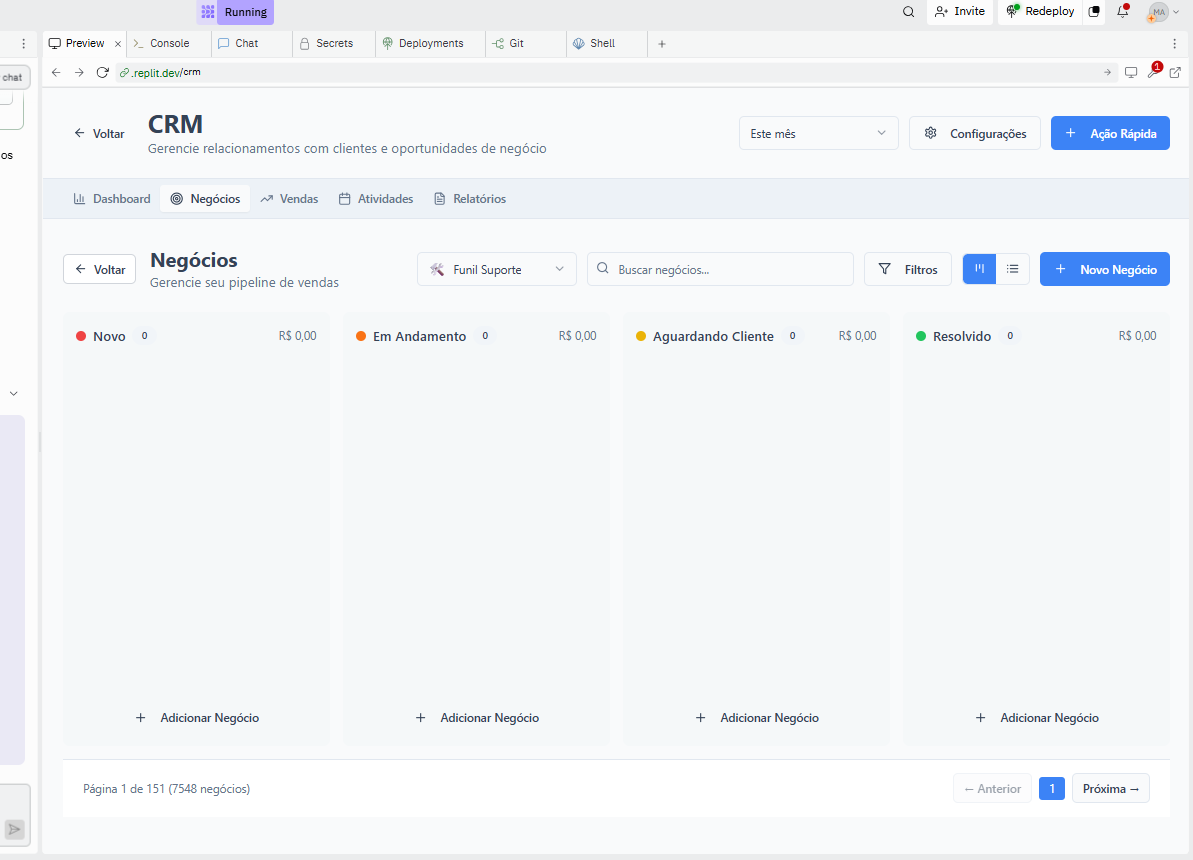 Running
Invite
Redeploy
MA
Preview
Console
Chat
Secrets
Deployments
Git
Shell
chat
.replit.dev/crm
1
os
Voltar
CRM
Gerencie relacionamentos com clientes e oportunidades de negócio
Este mês
Configurações
Ação Rápida
Dashboard
Negócios
Vendas
Atividades
Relatórios
Voltar
Negócios
Gerencie seu pipeline de vendas
Funil Suporte
Buscar negócios...
Filtros
Novo Negócio
Novo 0 R$ 0,00
Em Andamento 0 R$ 0,00
Aguardando Cliente 0 R$ 0,00
Resolvido 0 R$ 0,00
+ Adicionar Negócio
+ Adicionar Negócio
+ Adicionar Negócio
+ Adicionar Negócio
Página 1 de 151 (7548 negócios)
← Anterior
1
Próxima →